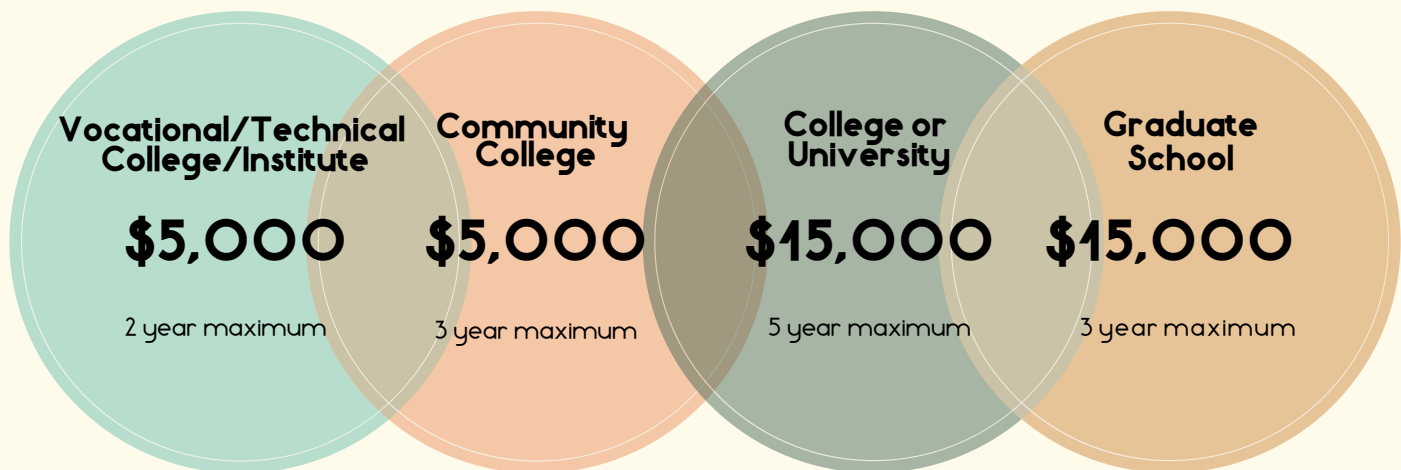 Vocational/Technical
College/Institute
$5,000
2 year maximum
Community
College
$5,000
3 year maximum
College or
University
$15,000
5 year maximum
Graduate
School
$15,000
3 year maximum